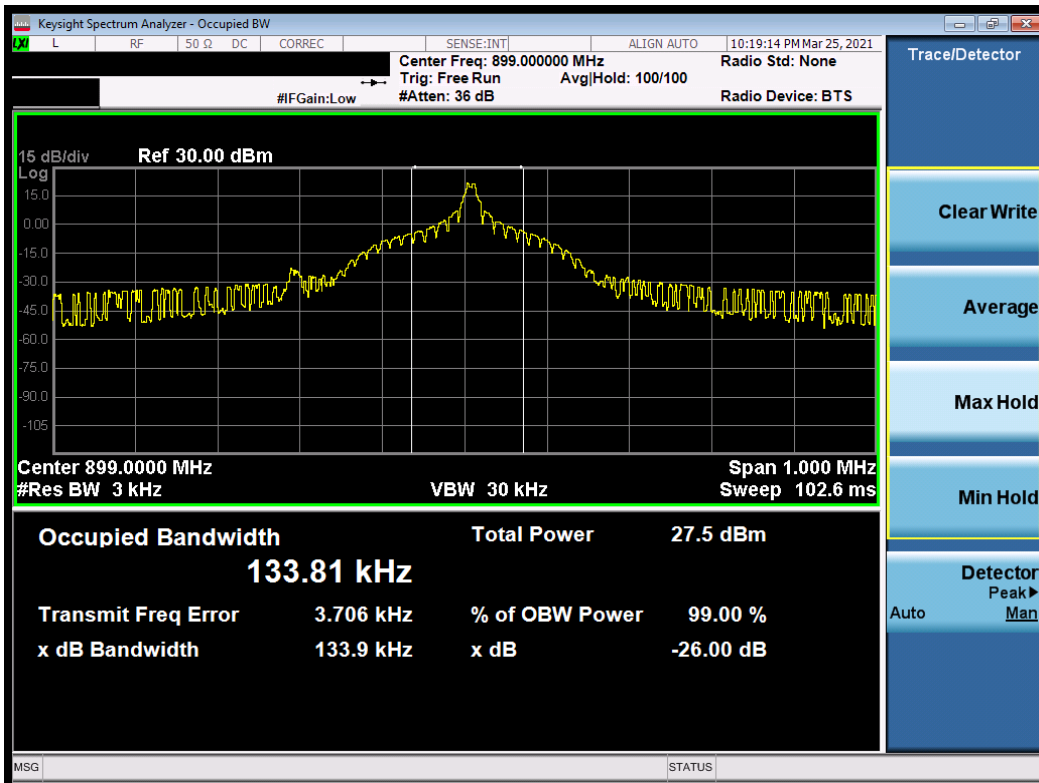 Keysight Spectrum Analyzer - Occupied BW
LXI L RF 50 Ω DC CORREC SENSE:INT ALIGN AUTO 10:19:14 PM Mar 25, 2021
Center Freq: 899.000000 MHz Radio Std: None
Trig: Free Run Avg|Hold: 100/100
#IFGain:Low #Atten: 36 dB Radio Device: BTS
Trace/Detector
15 dB/div Ref 30.00 dBm
Log
15.0
0.00
-15.0
-30.0
-45.0
-60.0
-75.0
-90.0
-105
Center 899.0000 MHz Span 1.000 MHz
#Res BW 3 kHz VBW 30 kHz Sweep 102.6 ms
Occupied Bandwidth Total Power 27.5 dBm
133.81 kHz
Transmit Freq Error 3.706 kHz % of OBW Power 99.00 %
x dB Bandwidth 133.9 kHz x dB -26.00 dB
Clear Write
Average
Max Hold
Min Hold
Detector
Peak▶
Auto Man
MSG STATUS